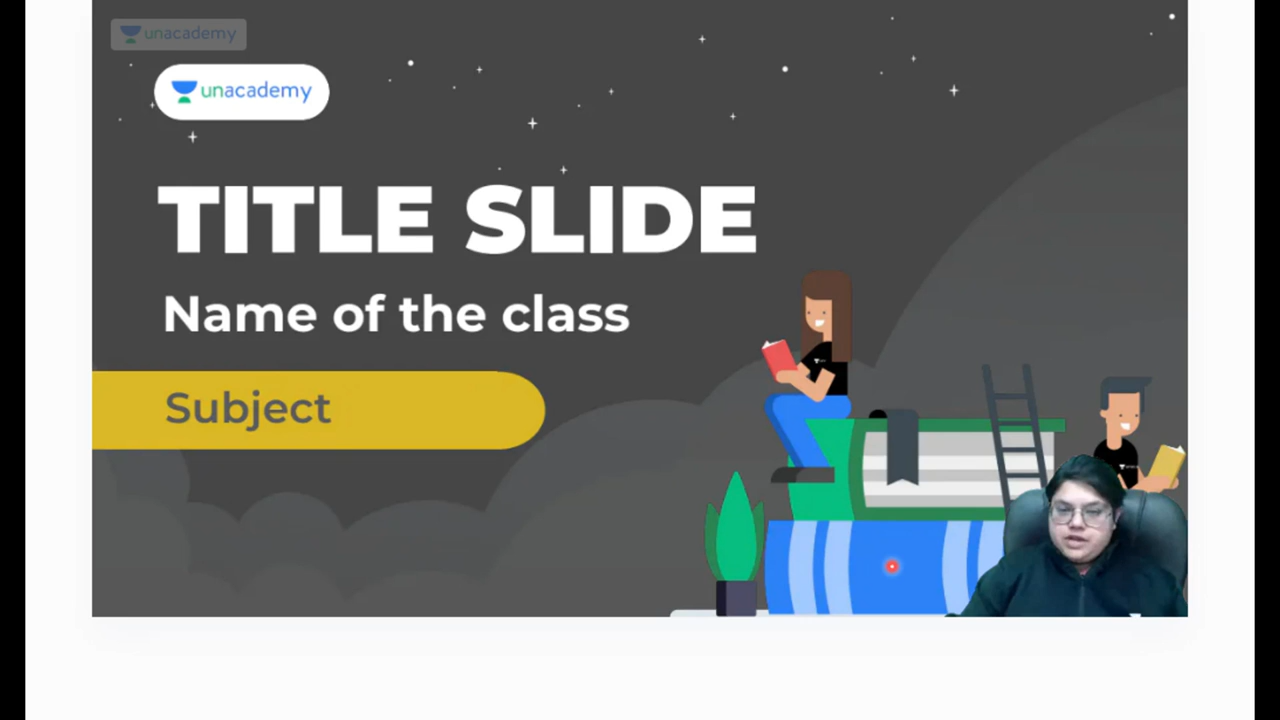 unacademy
unacademy
TITLE SLIDE
Name of the class
Subject